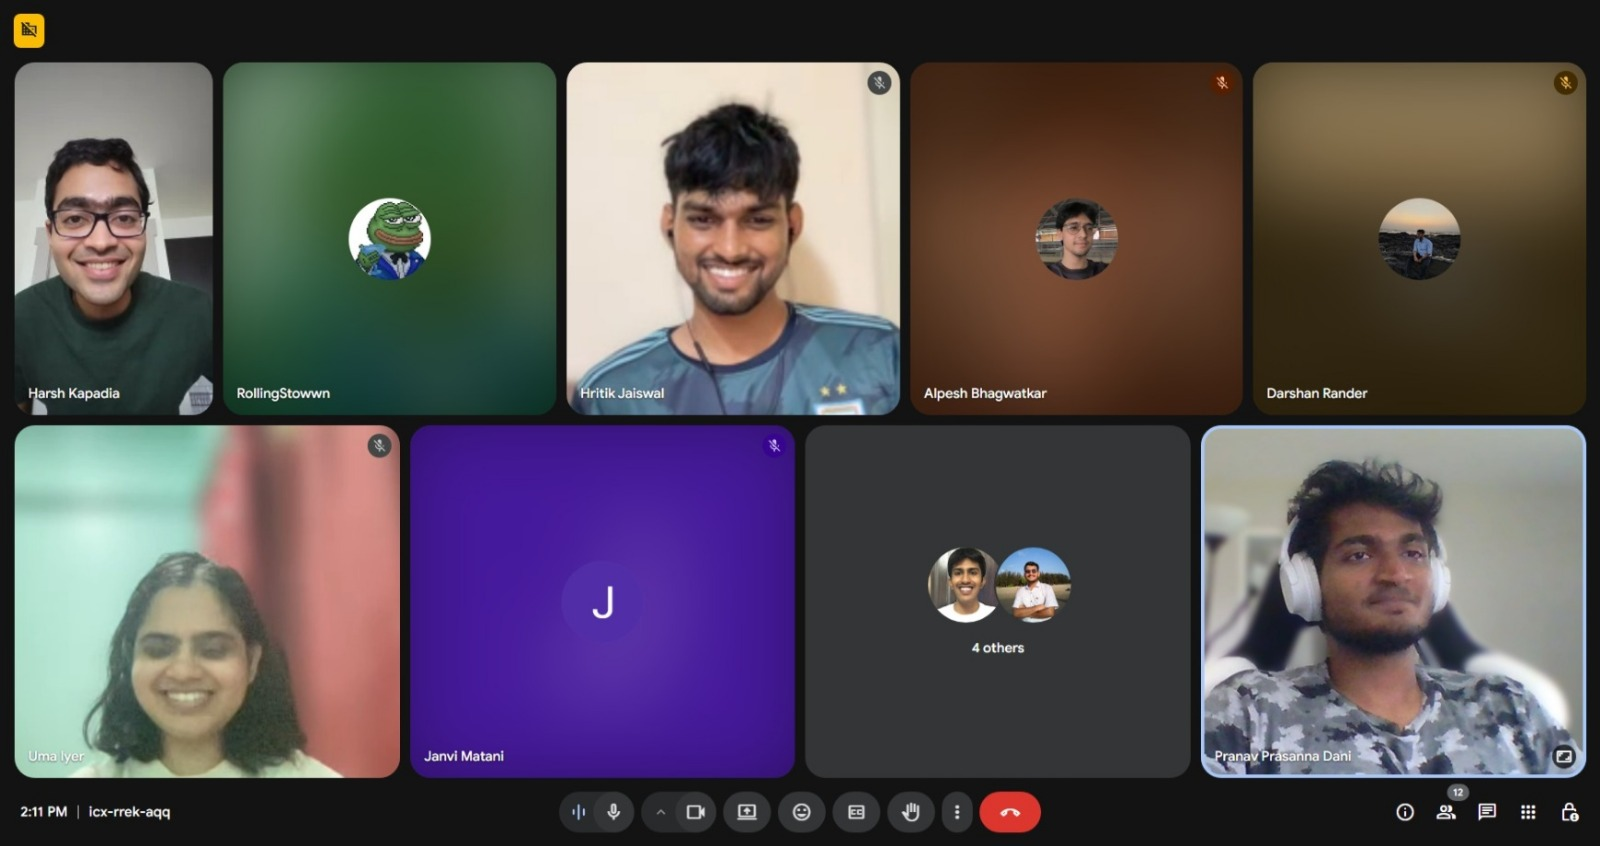 Harsh Kapadia
RollingStowwn
Hritik Jaiswal
Alpesh Bhagwatkar
Darshan Rander
Uma Iyer
J
Janvi Matani
4 others
Pranav Prasanna Dani
2:11 PM | icx-rrek-aqq
CC
12